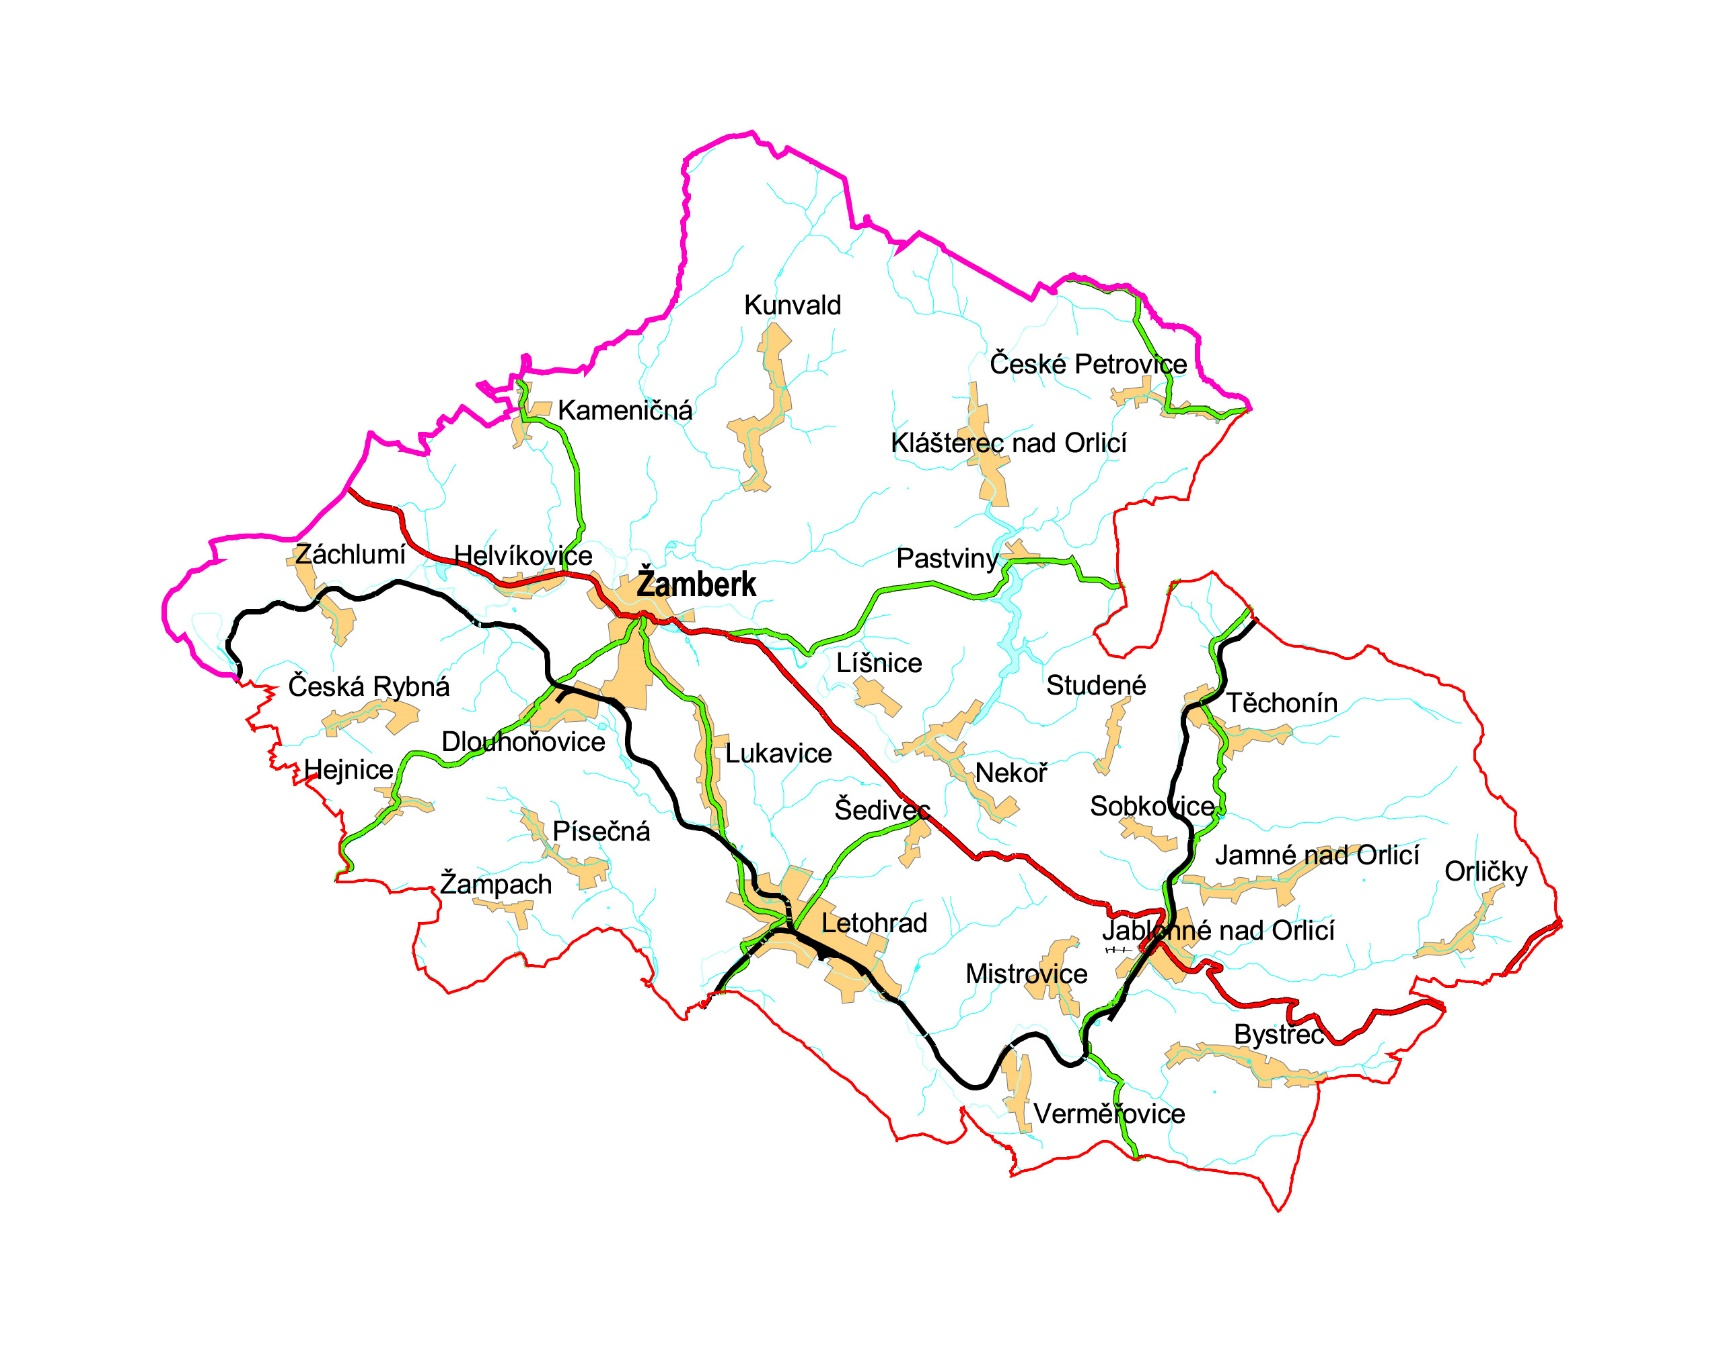 Kunvald
České Petrovice
Kameničná
Klášterec nad Orlicí
Záchlumí
Helvíkovice
Pastviny
Žamberk
Líšnice
Studené
Česká Rybná
Těchonín
Dlouhoňovice
Lukavice
Hejnice
Nekoř
Sobkovice
Šedivec
Písečná
Jamné nad Orlicí
Žampach
Orličky
Letohrad
Jablonné nad Orlicí
Mistrovice
Bystřec
Verměřovice